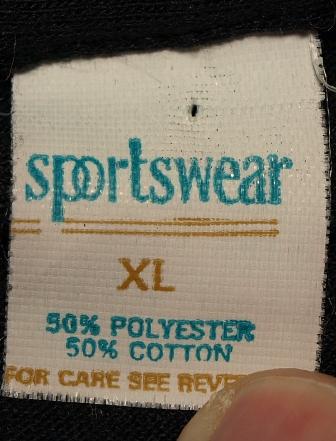 sportswear
XL
50% POLYESTER
50% COTTON
FOR CARE SEE